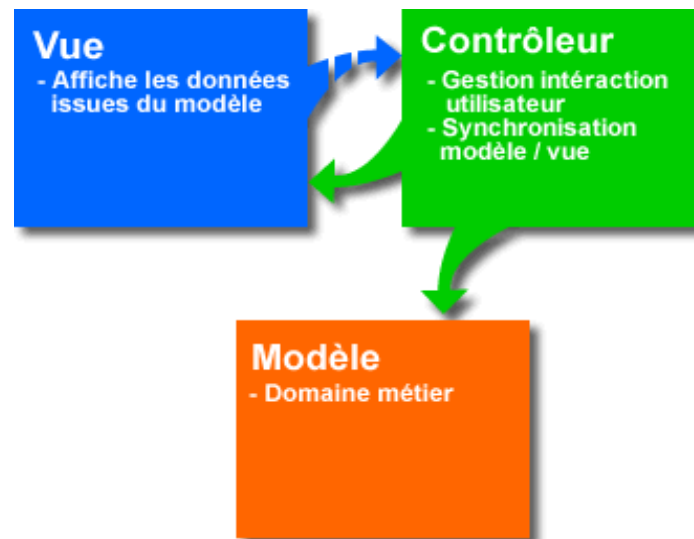 Vue
- Affiche les données
issues du modèle
Contrôleur
- Gestion intéraction
utilisateur
- Synchronisation
modèle / vue
Modèle
- Domaine métier